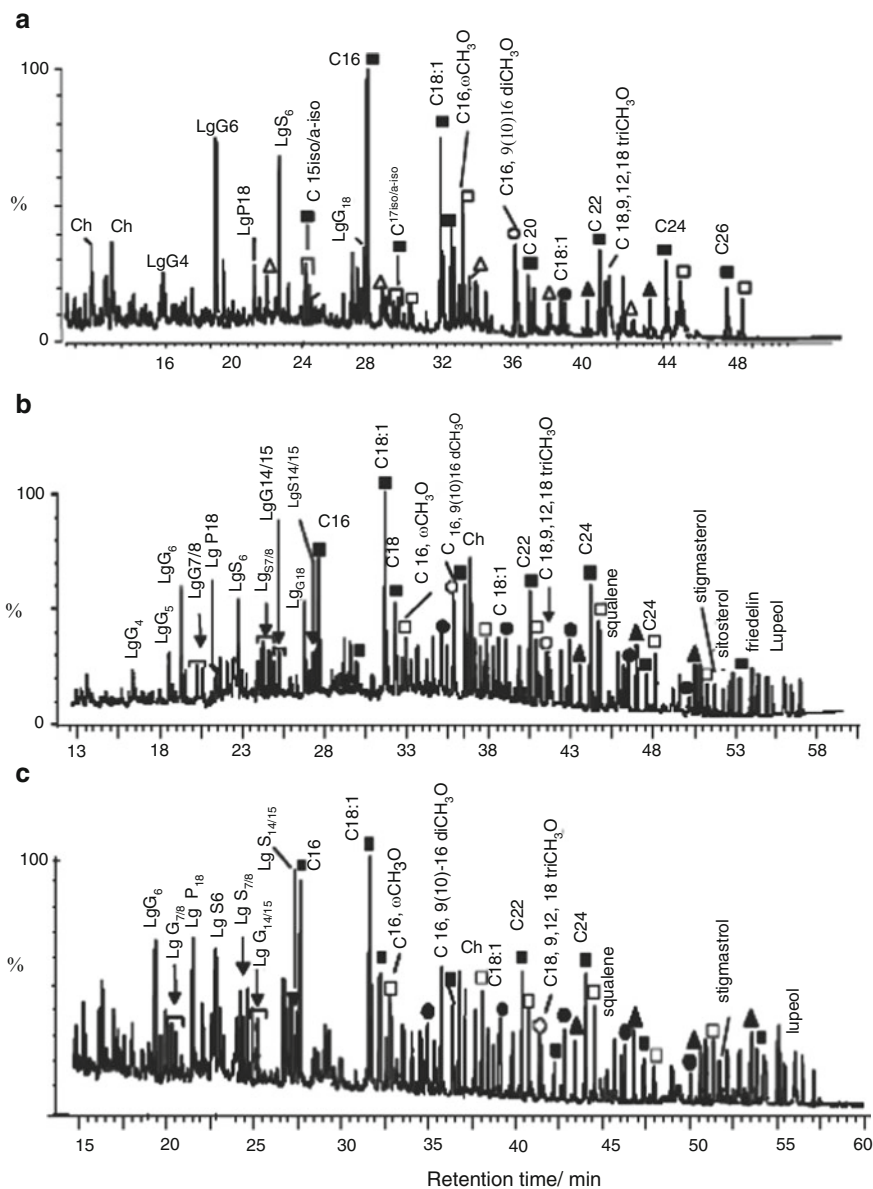 a
100
%
0
Ch
Ch
LgG4
LgG6
LgP18
LgS₆
C 15iso/a-iso
LgG₁₈
C16
C17iso/a-iso
C18:1
C16,ωCH₃O
C16, 9(10)16 diCH₃O
C 20
C18:1
C 22
C 18,9,12,18 triCH₃O
C24
C26
16 20 24 28 32 36 40 44 48
b
100
%
0
LgG₄
LgG₅
LgG₆
LgG7/8
Lg P18
LgS₆
LgS7/8
LgG14/15
LgG18
LgS14/15
C16
C18:1
C18
C 16, ωCH₃O
C 16, 9(10)16 dCH₃O
Ch
C 18:1
C22
C 18,9,12,18 triCH₃O
C24
squalene
C24
stigmasterol
sitosterol
friedelin
Lupeol
13 18 23 28 33 38 43 48 53 58
c
100
%
LgG₆
Lg G₇/₈
Lg P₁₈
Lg S6
Lg S₇/₈
Lg G₁₄/₁₅
Lg S₁₄/₁₅
C16
C18:1
C16, ωCH₃O
C 16, 9(10)-16 diCH₃O
Ch
C18:1
C22
C18, 9,12, 18 triCH₃O
C24
squalene
stigmastrol
lupeol
15 20 25 30 35 40 45 50 55 60
Retention time/ min